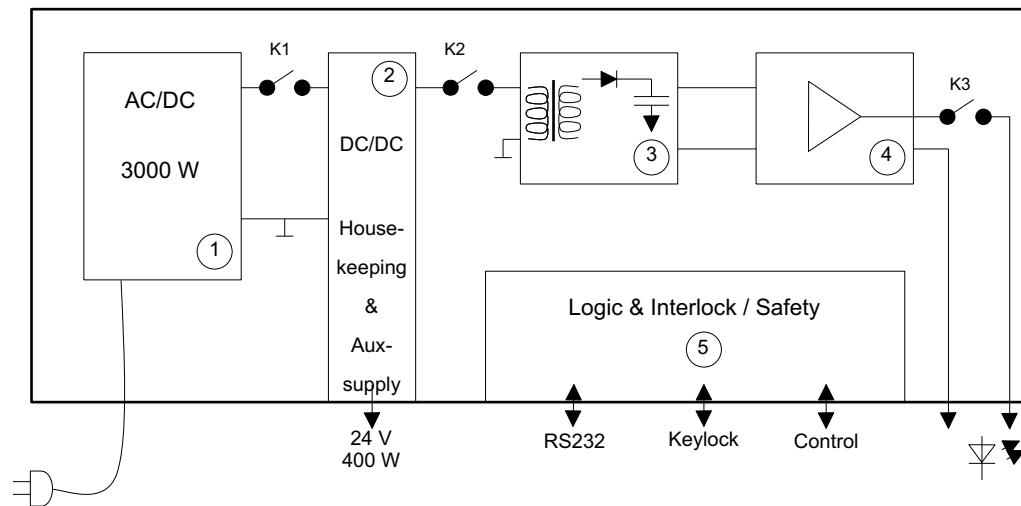 K1
K2
K3
AC/DC
3000 W
1
2
DC/DC
House-
keeping
&
Aux-
supply
3
4
Logic & Interlock / Safety
5
24 V
400 W
RS232
Keylock
Control